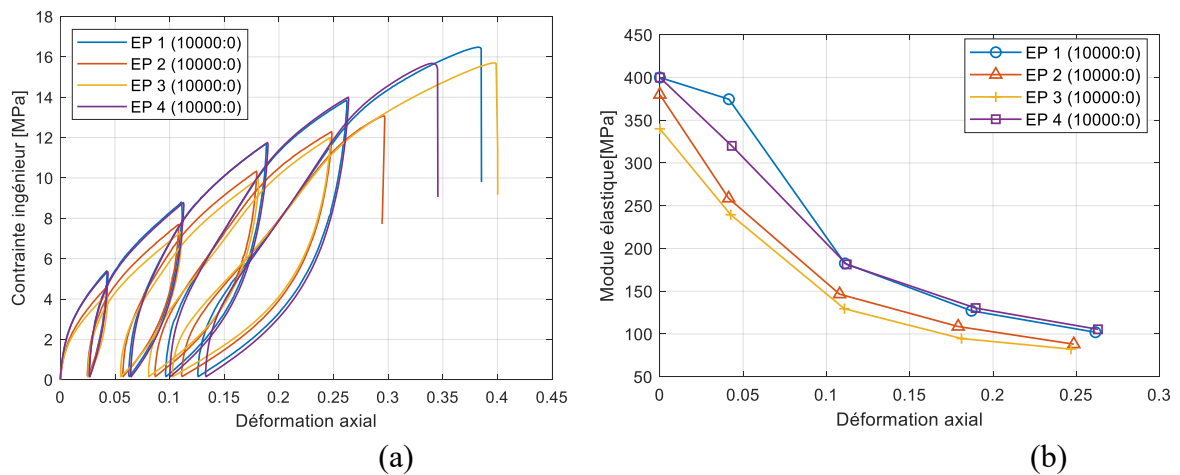 18
16
14
12
10
8
6
4
2
0
Contrainte ingénieur [MPa]
EP 1 (10000:0)
EP 2 (10000:0)
EP 3 (10000:0)
EP 4 (10000:0)
0 0.05 0.1 0.15 0.2 0.25 0.3 0.35 0.4 0.45
Déformation axial
(a)
450
400
350
300
250
200
150
100
50
Module élastique[MPa]
EP 1 (10000:0)
EP 2 (10000:0)
EP 3 (10000:0)
EP 4 (10000:0)
0 0.05 0.1 0.15 0.2 0.25 0.3
Déformation axial
(b)